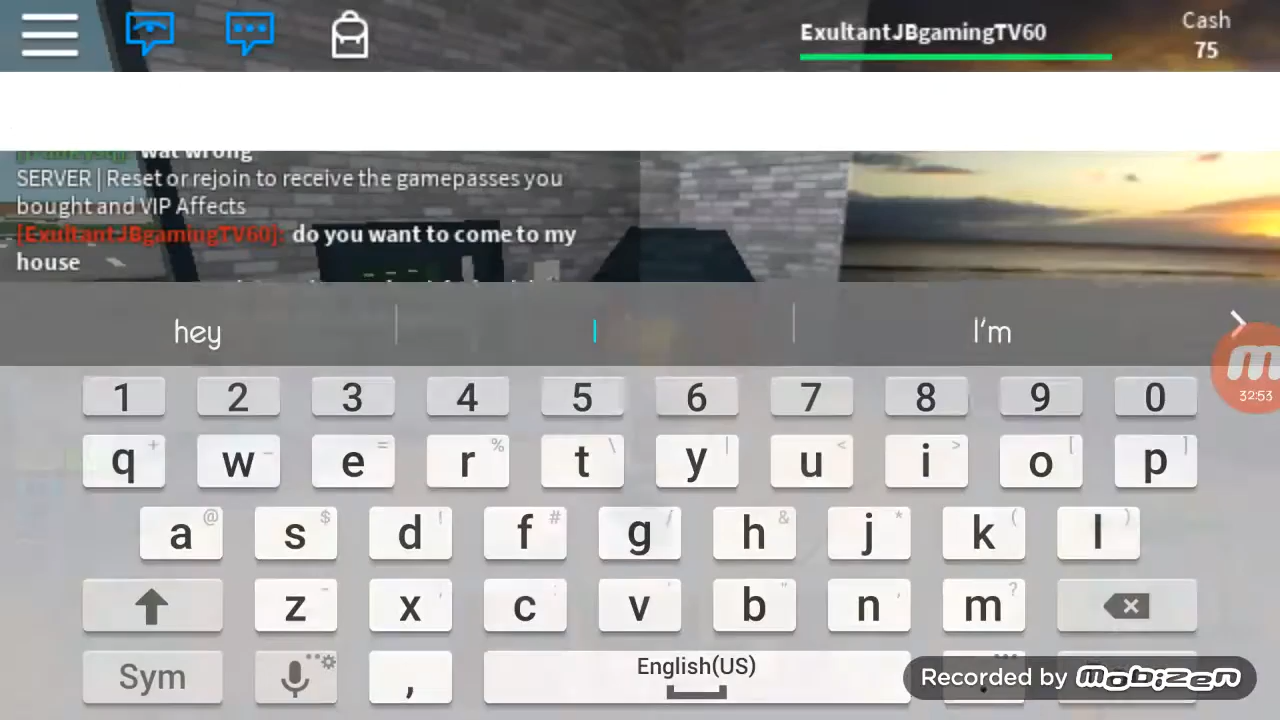 ExultantJBgamingTV60
Cash
75
wat wrong
SERVER | Reset or rejoin to receive the gamepasses you
bought and VIP Affects
[ExultantJBgamingTV60]: do you want to come to my
house
hey
I
I'm
32:53
1 2 3 4 5 6 7 8 9 0
q + w - e = r % t \ y | u < i > o [ p ]
a @ s $ d ! f # g / h & j * k ( l )
z x c v b n m ?
Sym , English(US)
Recorded by mobizen